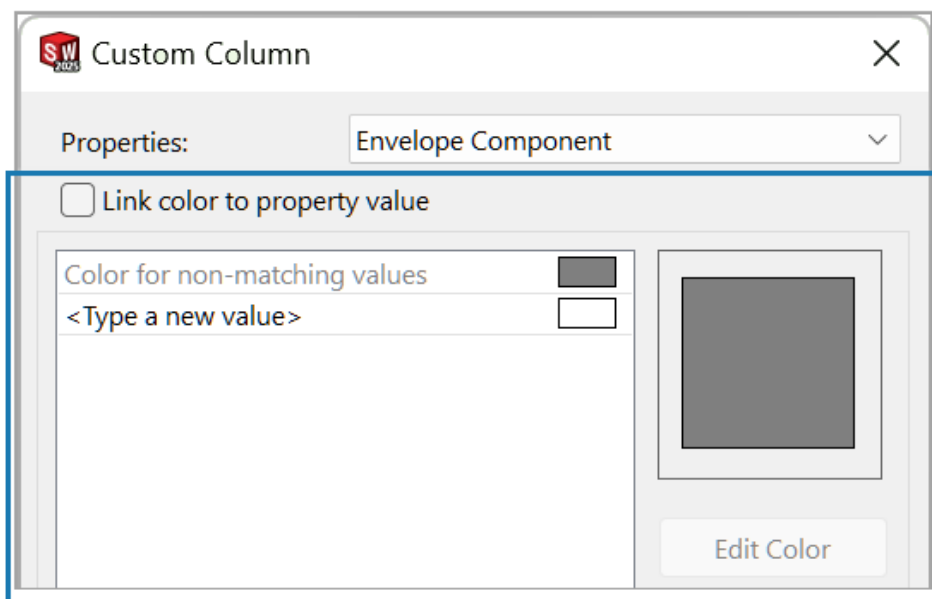 SW 2025 Custom Column
Properties: Envelope Component
Link color to property value
Color for non-matching values
<Type a new value>
Edit Color